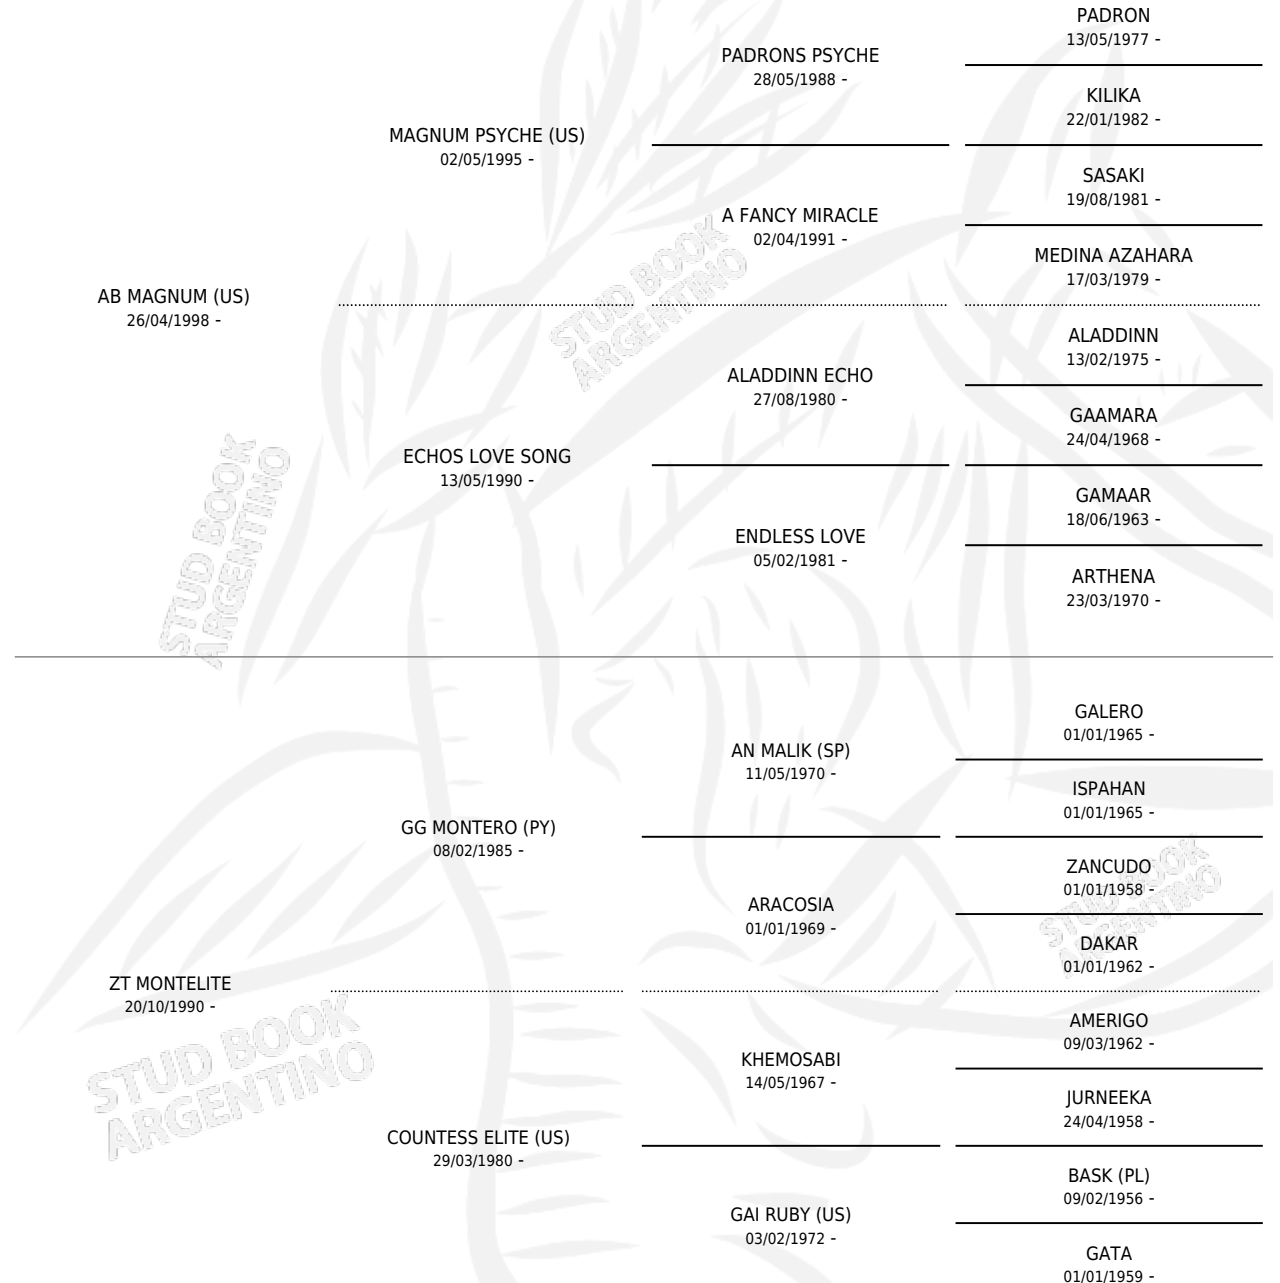 PADRON
13/05/1977 -
PADRONS PSYCHE
28/05/1988 -
KILIKA
22/01/1982 -
MAGNUM PSYCHE (US)
02/05/1995 -
SASAKI
19/08/1981 -
A FANCY MIRACLE
02/04/1991 -
MEDINA AZAHARA
17/03/1979 -
AB MAGNUM (US)
26/04/1998 -
STUD BOOK
ARGENTINO
ALADDINN
13/02/1975 -
ALADDINN ECHO
27/08/1980 -
GAAMARA
24/04/1968 -
ECHOS LOVE SONG
13/05/1990 -
GAMAAR
18/06/1963 -
ENDLESS LOVE
05/02/1981 -
ARTHENA
23/03/1970 -
STUD BOOK
ARGENTINO
GALERO
01/01/1965 -
AN MALIK (SP)
11/05/1970 -
ISPAHAN
01/01/1965 -
GG MONTERO (PY)
08/02/1985 -
ZANCUDO
01/01/1958 -
ARACOSIA
01/01/1969 -
DAKAR
01/01/1962 -
STUD BOOK
ARGENTINO
ZT MONTELITE
20/10/1990 -
AMERIGO
09/03/1962 -
KHEMOSABI
14/05/1967 -
JURNEEKA
24/04/1958 -
STUD BOOK
ARGENTINO
COUNTESS ELITE (US)
29/03/1980 -
BASK (PL)
09/02/1956 -
GAI RUBY (US)
03/02/1972 -
GATA
01/01/1959 -